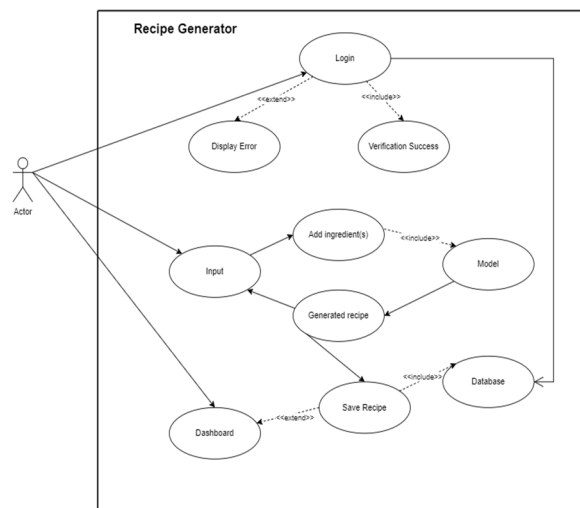 Recipe Generator
Login
<<extend>>
<<include>>
Display Error
Verification Success
Actor
Add ingredient(s)
<<include>>
Input
Model
Generated recipe
<<include>>
Database
Save Recipe
<<extend>>
Dashboard